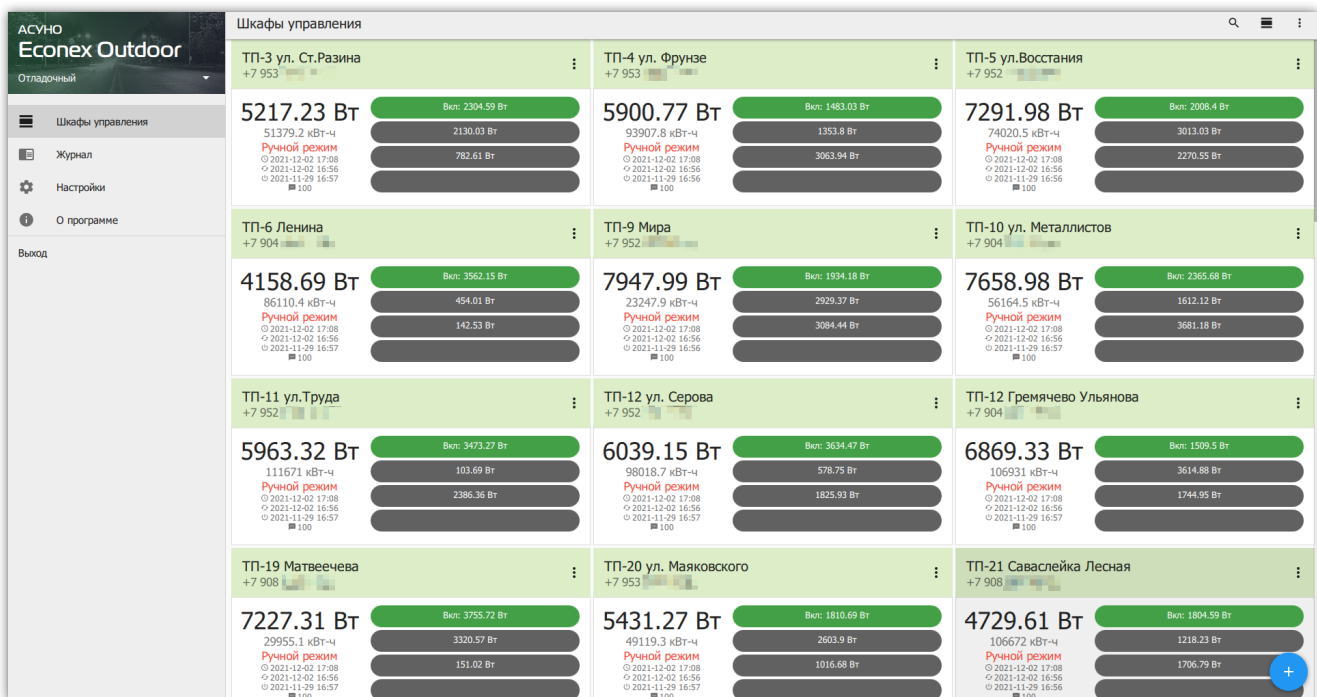 АСУНО
Econex Outdoor
Отладочный
Шкафы управления
Журнал
Настройки
О программе
Выход
Шкафы управления
ТП-3 ул. Ст.Разина
+7 953
5217.23 Вт
51379.2 кВт-ч
Ручной режим
2021-12-02 17:08
2021-12-02 16:56
2021-11-29 16:57
100
Вкл: 2304.59 Вт
2130.03 Вт
782.61 Вт
ТП-4 ул. Фрунзе
+7 953
5900.77 Вт
93907.8 кВт-ч
Ручной режим
2021-12-02 17:08
2021-12-02 16:56
2021-11-29 16:56
100
Вкл: 1483.03 Вт
1353.8 Вт
3063.94 Вт
ТП-5 ул.Восстания
+7 952
7291.98 Вт
74020.5 кВт-ч
Ручной режим
2021-12-02 17:08
2021-12-02 16:56
2021-11-29 16:56
100
Вкл: 2008.4 Вт
3013.03 Вт
2270.55 Вт
ТП-6 Ленина
+7 904
4158.69 Вт
86110.4 кВт-ч
Ручной режим
2021-12-02 17:08
2021-12-02 16:56
2021-11-29 16:57
100
Вкл: 3562.15 Вт
454.01 Вт
142.53 Вт
ТП-9 Мира
+7 952
7947.99 Вт
23247.9 кВт-ч
Ручной режим
2021-12-02 17:08
2021-12-02 16:56
2021-11-29 16:57
100
Вкл: 1934.18 Вт
2929.37 Вт
3084.44 Вт
ТП-10 ул. Металлистов
+7 904
7658.98 Вт
56164.5 кВт-ч
Ручной режим
2021-12-02 17:08
2021-12-02 16:56
2021-11-29 16:57
100
Вкл: 2365.68 Вт
1612.12 Вт
3681.18 Вт
ТП-11 ул.Труда
+7 952
5963.32 Вт
111671 кВт-ч
Ручной режим
2021-12-02 17:08
2021-12-02 16:56
2021-11-29 16:57
100
Вкл: 3473.27 Вт
103.69 Вт
2386.36 Вт
ТП-12 ул. Серова
+7 952
6039.15 Вт
98018.7 кВт-ч
Ручной режим
2021-12-02 17:08
2021-12-02 16:56
2021-11-29 16:57
100
Вкл: 3634.47 Вт
578.75 Вт
1825.93 Вт
ТП-12 Гремячево Ульянова
+7 904
6869.33 Вт
106931 кВт-ч
Ручной режим
2021-12-02 17:08
2021-12-02 16:56
2021-11-29 16:57
100
Вкл: 1509.5 Вт
3614.88 Вт
1744.95 Вт
ТП-19 Матвеечева
+7 908
7227.31 Вт
29955.1 кВт-ч
Ручной режим
2021-12-02 17:08
2021-12-02 16:56
2021-11-29 16:57
100
Вкл: 3755.72 Вт
3320.57 Вт
151.02 Вт
ТП-20 ул. Маяковского
+7 953
5431.27 Вт
49119.3 кВт-ч
Ручной режим
2021-12-02 17:08
2021-12-02 16:56
2021-11-29 16:57
100
Вкл: 1810.69 Вт
2603.9 Вт
1016.68 Вт
ТП-21 Саваслейка Лесная
+7 908
4729.61 Вт
106672 кВт-ч
Ручной режим
2021-12-02 17:08
2021-12-02 16:56
2021-11-29 16:56
100
Вкл: 1804.59 Вт
1218.23 Вт
1706.79 Вт